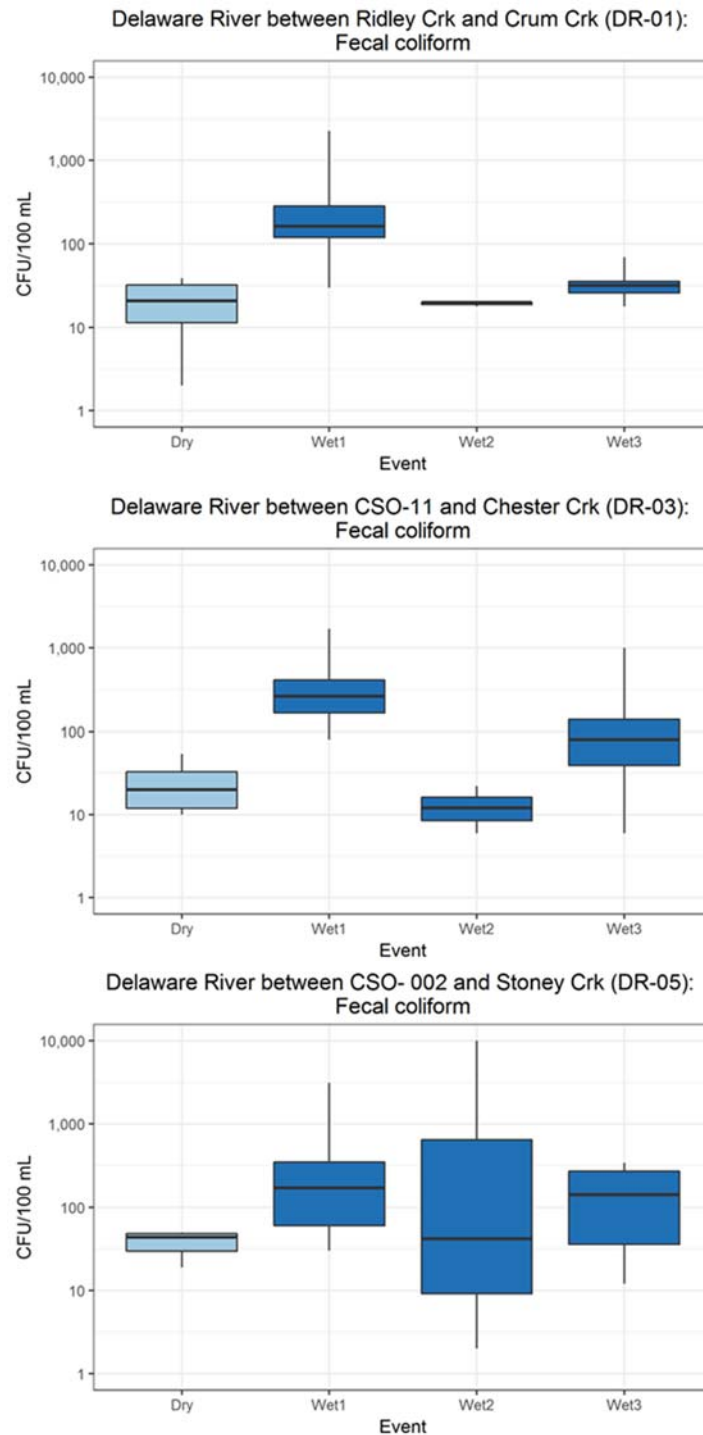 Delaware River between Ridley Crk and Crum Crk (DR-01):
Fecal coliform
10,000
1,000
100
10
1
CFU/100 mL
Dry Wet1 Wet2 Wet3
Event
Delaware River between CSO-11 and Chester Crk (DR-03):
Fecal coliform
10,000
1,000
100
10
1
CFU/100 mL
Dry Wet1 Wet2 Wet3
Event
Delaware River between CSO- 002 and Stoney Crk (DR-05):
Fecal coliform
10,000
1,000
100
10
1
CFU/100 mL
Dry Wet1 Wet2 Wet3
Event